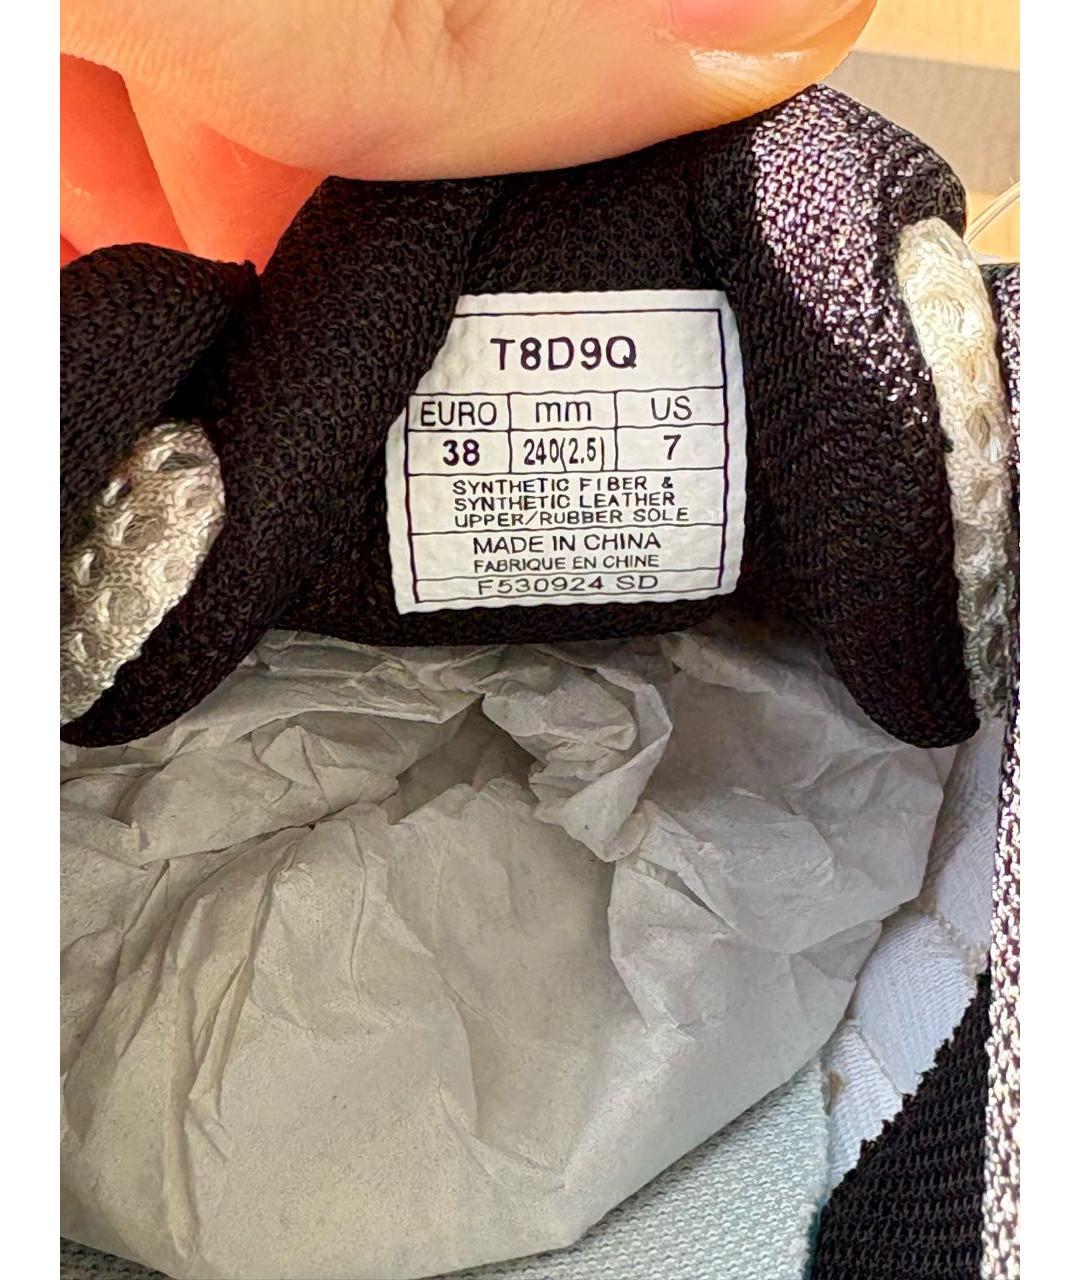 T8D9Q
EURO mm US
38 240(2.5) 7
SYNTHETIC FIBER &
SYNTHETIC LEATHER
UPPER/RUBBER SOLE
MADE IN CHINA
FABRIQUE EN CHINE
F530924 SD